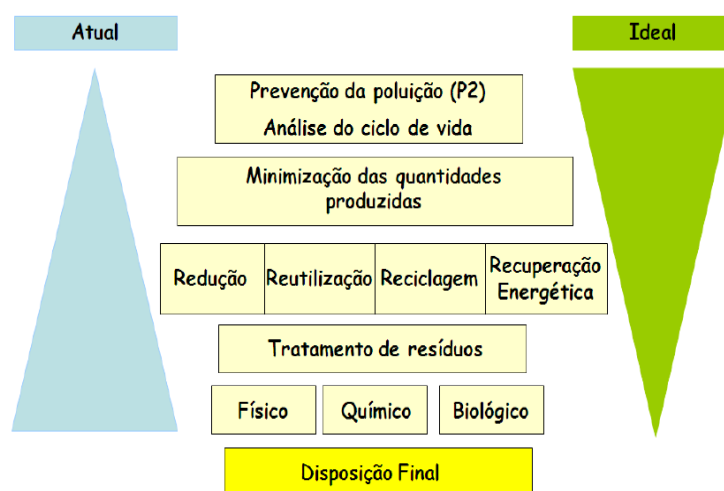 Atual
Ideal
Prevenção da poluição (P2)
Análise do ciclo de vida
Minimização das quantidades
produzidas
Redução
Reutilização
Reciclagem
Recuperação
Energética
Tratamento de resíduos
Físico
Químico
Biológico
Disposição Final